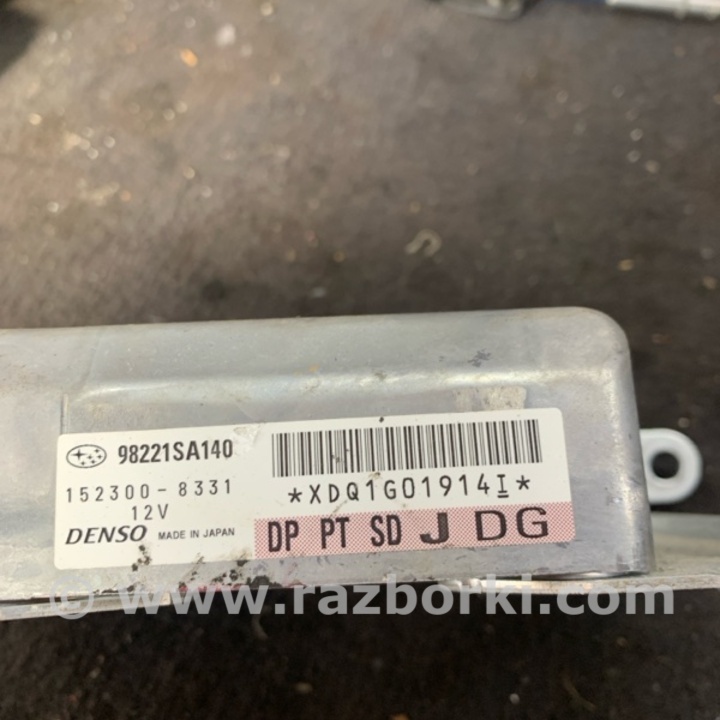 98221SA140
152300-8331
12V
DENSO MADE IN JAPAN
*XDQ1G01914I*
DP PT SD J DG
© www.razborki.com